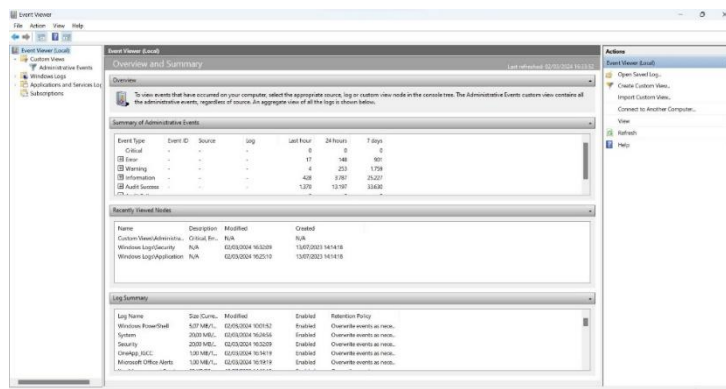 Event Viewer
File Action View Help
Event Viewer (Local)
Custom Views
Administrative Events
Windows Logs
Applications and Services Log
Subscriptions
Event Viewer (Local)
Overview and Summary
Last refreshed: 02/03/2024 16:33:52
Overview
To view events that have occurred on your computer, select the appropriate source, log or custom view node in the console tree. The Administrative Events custom view contains all
the administrative events, regardless of source. An aggregate view of all the logs is shown below.
Summary of Administrative Events
Event Type Event ID Source Log Last hour 24 hours 7 days
Critical - - - 0 0 0
Error - - - 17 148 901
Warning - - - 4 253 1.759
Information - - - 428 3.787 25.227
Audit Success - - - 1.370 13.197 33.630
Recently Viewed Nodes
Name Description Modified Created
Custom Views\Administra... Critical, Err... N/A N/A
Windows Logs\Security N/A 02/03/2024 16:32:09 13/07/2023 14:14:18
Windows Logs\Application N/A 02/03/2024 16:25:10 13/07/2023 14:14:18
Log Summary
Log Name Size (Curre... Modified Enabled Retention Policy
Windows PowerShell 5,07 MB/1... 02/03/2024 10:01:52 Enabled Overwrite events as nece...
System 20,00 MB/... 02/03/2024 16:24:56 Enabled Overwrite events as nece...
Security 20,00 MB/... 02/03/2024 16:32:09 Enabled Overwrite events as nece...
OneApp_IGCC 1,00 MB/1... 02/03/2024 16:14:19 Enabled Overwrite events as nece...
Microsoft Office Alerts 1,00 MB/1... 02/03/2024 16:19:19 Enabled Overwrite events as nece...
Actions
Event Viewer (Local)
Open Saved Log...
Create Custom View...
Import Custom View...
Connect to Another Computer...
View
Refresh
Help